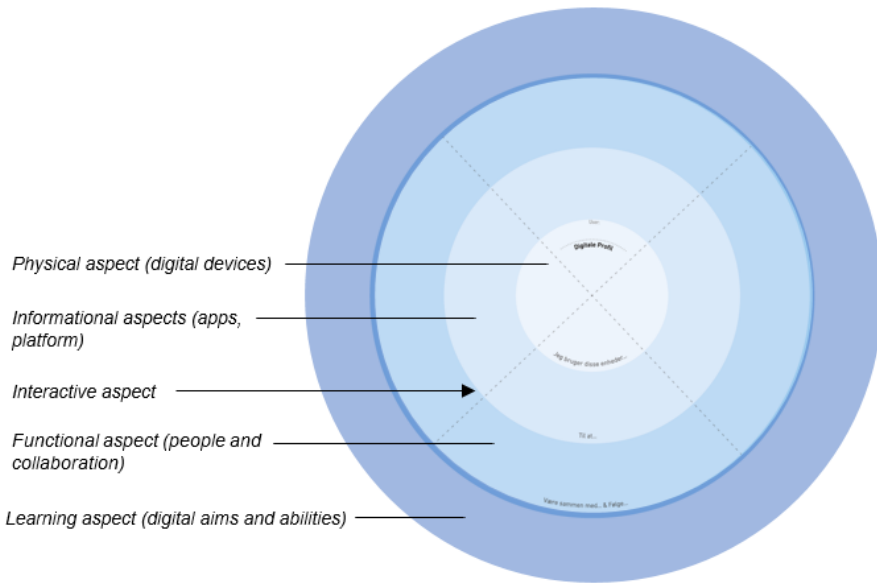 Digitale Profil
Physical aspect (digital devices)
Informational aspects (apps,
platform)
Jeg bruger disse enheder...
Interactive aspect
Functional aspect (people and
collaboration)
Til at...
Være sammen med... & Følge...
Learning aspect (digital aims and abilities)